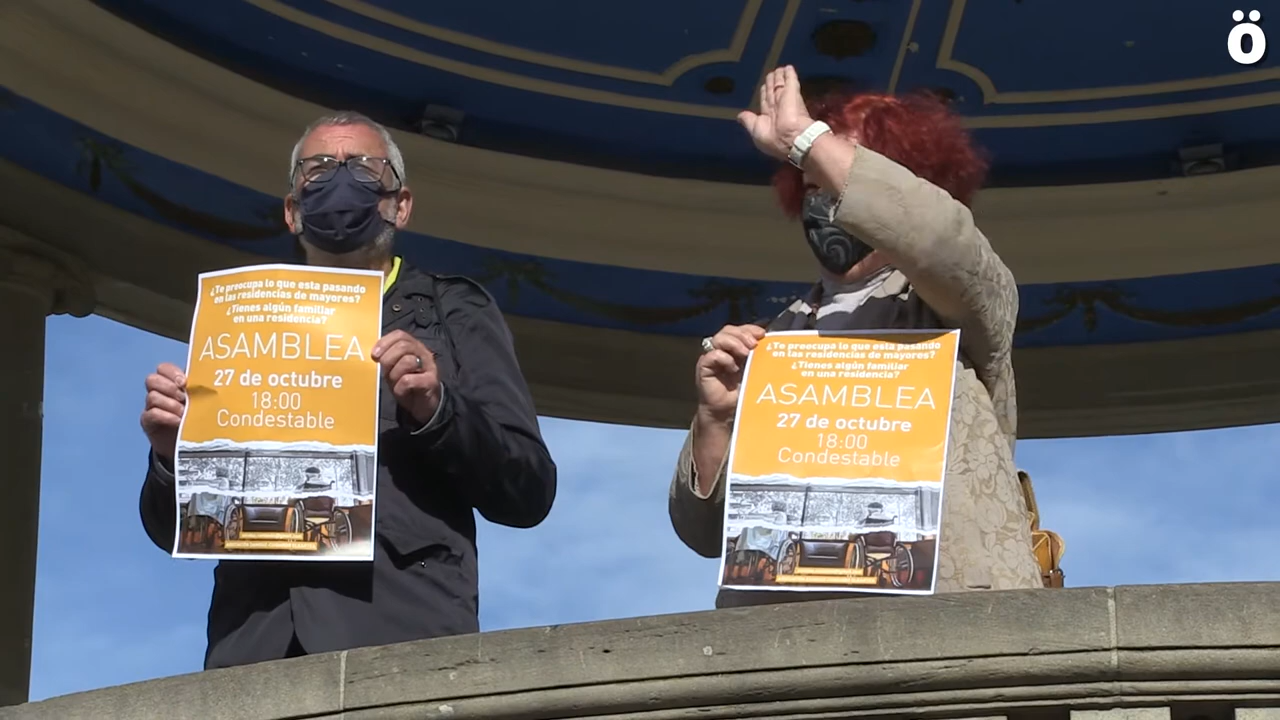 ö
¿Te preocupa lo que esta pasando
en las residencias de mayores?
¿Tienes algún familiar
en una residencia?
ASAMBLEA
27 de octubre
18:00
Condestable
¿Te preocupa lo que esta pasando
en las residencias de mayores?
¿Tienes algún familiar
en una residencia?
ASAMBLEA
27 de octubre
18:00
Condestable